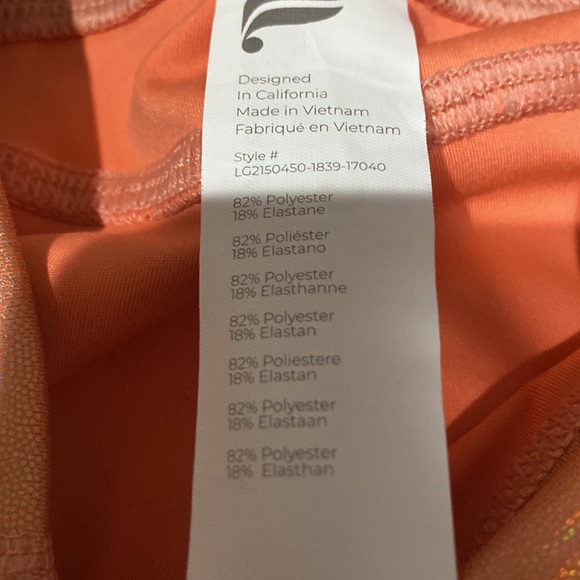 Designed
In California
Made in Vietnam
Fabriqué en Vietnam
Style #
LG2150450-1839-17040
82% Polyester
18% Elastane
82% Poliéster
18% Elastano
82% Polyester
18% Elasthanne
82% Polyester
18% Elastan
82% Poliestere
18% Elastan
82% Polyester
18% Elastaan
82% Polyester
18% Elasthan